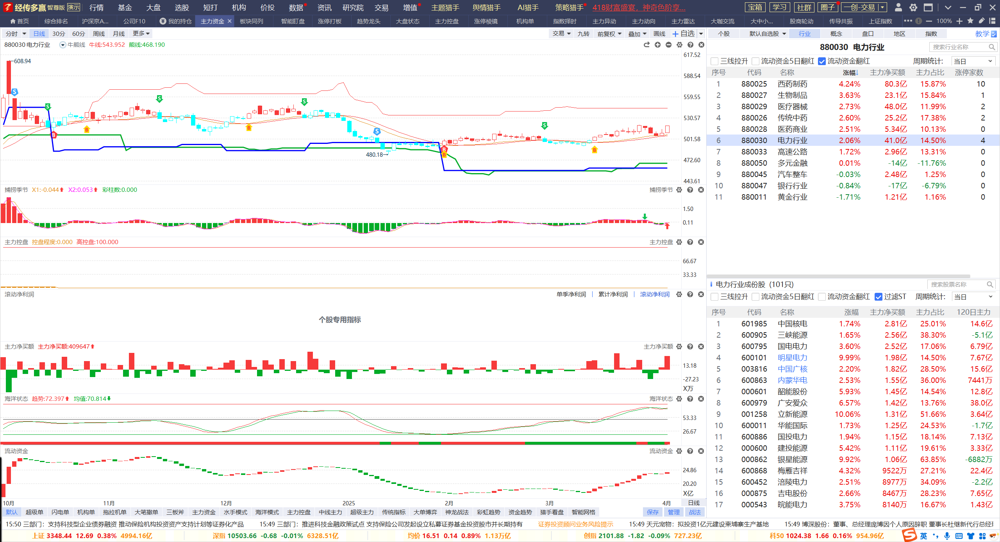 经传多赢 智尊版 演示 行情 基金 大盘 选股 短打 机构 价投 数据 资讯 研究院 交易 增值 主题猎手 舆情猎手 AI猎手 策略猎手 418财富盛宴，神奇色阶享... 宝箱 学习 社群 圈子 一创-交易
首页 综合排名 沪深京A... 公司F10 我的持仓 主力资金 板块同列 智能盯盘 涨停打板 趋势龙头 大盘状态 主力控盘 涨停棱镜 机构单 指数择时 主力异动 主力动向 主力雷达 大咖交流 大中小... 股商轮动 传导共振 上证指数 100%
分时 日线 30分 60分 周线 月线 更多 交易 九转 前复权 叠加 画线 自选
880030 电力行业 牛熊线 牛线:543.952 熊线:468.190
617.52
608.94
588.54
559.55
530.57
501.58
480.18
472.60
443.61
S S S S S S
B B B B B B
捕捞季节 X1:-0.044 X2:0.053 彩柱数:0.000 捕捞季节
1.50
0.11
主力控盘 控盘程度:0.000 高控盘:100.000 主力控盘
66.67
33.33
滚动净利润 单季净利润 累计净利润 滚动净利润
个股专用指标
主力净买额 主力净买额:409647 主力净买额
13.18
-27.23
X万
海洋状态 趋势:72.397 均值:70.814 海洋状态
53.33
26.67
流动资金 流动资金
24.86
20.20
X亿
10月 11月 12月 2025 2月 3月 4月 日线
默认 超级单 闪电单 机构单 拖拉机单 大笔撤单 三板斧 主力资金 水手模式 海洋模式 主力控盘 中线主力 超级主力 传统指标 大单博弈 神龙战法 彩虹趋势 资金趋势 猎手看盘 智能网格 保存 管理 战法
个股 默认自选股 行业 概念 盘口 地区 指数 教学
880030 电力行业 搜索行业名称
三线拉升 流动资金5日翻红 流动资金翻红 周期统计: 当日
序号 代码 名称 涨幅↓ 主力净买额 主力占比 涨停家数
1 880025 西药制药 4.24% 80.3亿 15.87% 10
2 880027 生物制品 3.63% 23.1亿 15.84% 1
3 880029 医疗器械 2.73% 48.0亿 11.99% 2
4 880026 传统中药 2.60% 25.2亿 17.38% 2
5 880028 医药商业 2.51% 5.34亿 10.13% 0
6 880030 电力行业 2.06% 41.0亿 14.50% 4
7 880033 高速公路 1.72% 2.96亿 13.31% 0
8 880050 多元金融 0.01% -14亿 -11.76% 0
9 880045 汽车整车 -0.03% 2.48亿 1.25% 0
10 880047 银行行业 -0.84% -17亿 -6.79% 0
11 880011 黄金行业 -1.71% 1.21亿 1.16% 0
电力行业成份股 (101只) 搜索股票名称
三线拉升 流动资金5日翻红 流动资金翻红 过滤ST 周期统计: 当日
序号 代码 名称 涨幅 主力净买额 主力占比 120日主力
1 601985 中国核电 1.74% 2.81亿 25.01% 14.6亿
2 600905 三峡能源 1.65% 2.56亿 38.30% -5.1亿
3 600795 国电电力 3.60% 2.52亿 17.06% 6.79亿
4 600101 明星电力 9.99% 1.98亿 14.50% 7.67亿
5 003816 中国广核 2.20% 1.82亿 28.50% 15.6亿
6 600863 内蒙华电 2.53% 1.55亿 36.00% 7441万
7 000601 韶能股份 5.93% 1.45亿 14.54% 12.8亿
8 600979 广安爱众 6.57% 1.42亿 13.76% 38.0亿
9 001258 立新能源 10.06% 1.31亿 51.66% 3.64亿
10 600011 华能国际 1.73% 1.25亿 24.53% -1.7亿
11 600886 国投电力 1.94% 1.15亿 18.14% 7.13亿
12 000600 建投能源 5.42% 1.11亿 19.61% 3.33亿
13 000862 银星能源 9.92% 1.06亿 63.85% -6882万
14 600868 梅雁吉祥 4.32% 9522万 27.21% 22.4亿
15 600452 涪陵电力 2.51% 8977万 34.09% -2.2亿
16 000875 吉电股份 2.66% 8467万 28.23% 7.65亿
17 000543 皖能电力 3.75% 8140万 16.67% 1.43亿
15:50 三部门：支持科技型企业债券融资 推动保险机构投资资产支持计划等证券化产品 15:49 三部门：推进科技金融政策试点 支持保险公司发起设立私募证券基金投资股市并长期持有 证券投资顾问业务风险提示 15:49 天元宠物：拟投资1亿元建设柬埔寨生产基地 15:49 博深股份：董事、总经理庞博因个人原因辞职 董事长杜继新代行总经理
上证 3348.44 12.69 0.38% 4994.16亿 深指 10503.66 -0.68 -0.01% 6328.51亿 均价 16.51 0.14 0.89% 1.13万亿 创指 2101.88 -1.82 -0.09% 727.23亿 科50 1024.38 1.66 0.16% 954.96亿 英